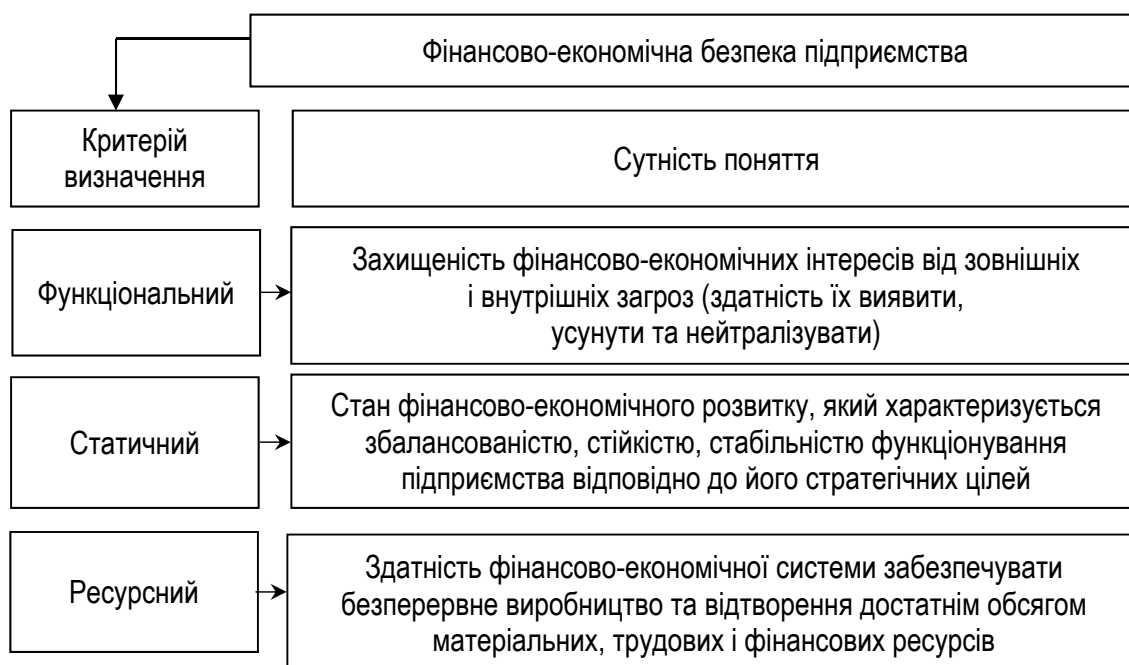 Фінансово-економічна безпека підприємства
Критерій
визначення
Сутність поняття
Функціональний
Захищеність фінансово-економічних інтересів від зовнішніх
і внутрішніх загроз (здатність їх виявити,
усунути та нейтралізувати)
Статичний
Стан фінансово-економічного розвитку, який характеризується
збалансованістю, стійкістю, стабільністю функціонування
підприємства відповідно до його стратегічних цілей
Ресурсний
Здатність фінансово-економічної системи забезпечувати
безперервне виробництво та відтворення достатнім обсягом
матеріальних, трудових і фінансових ресурсів